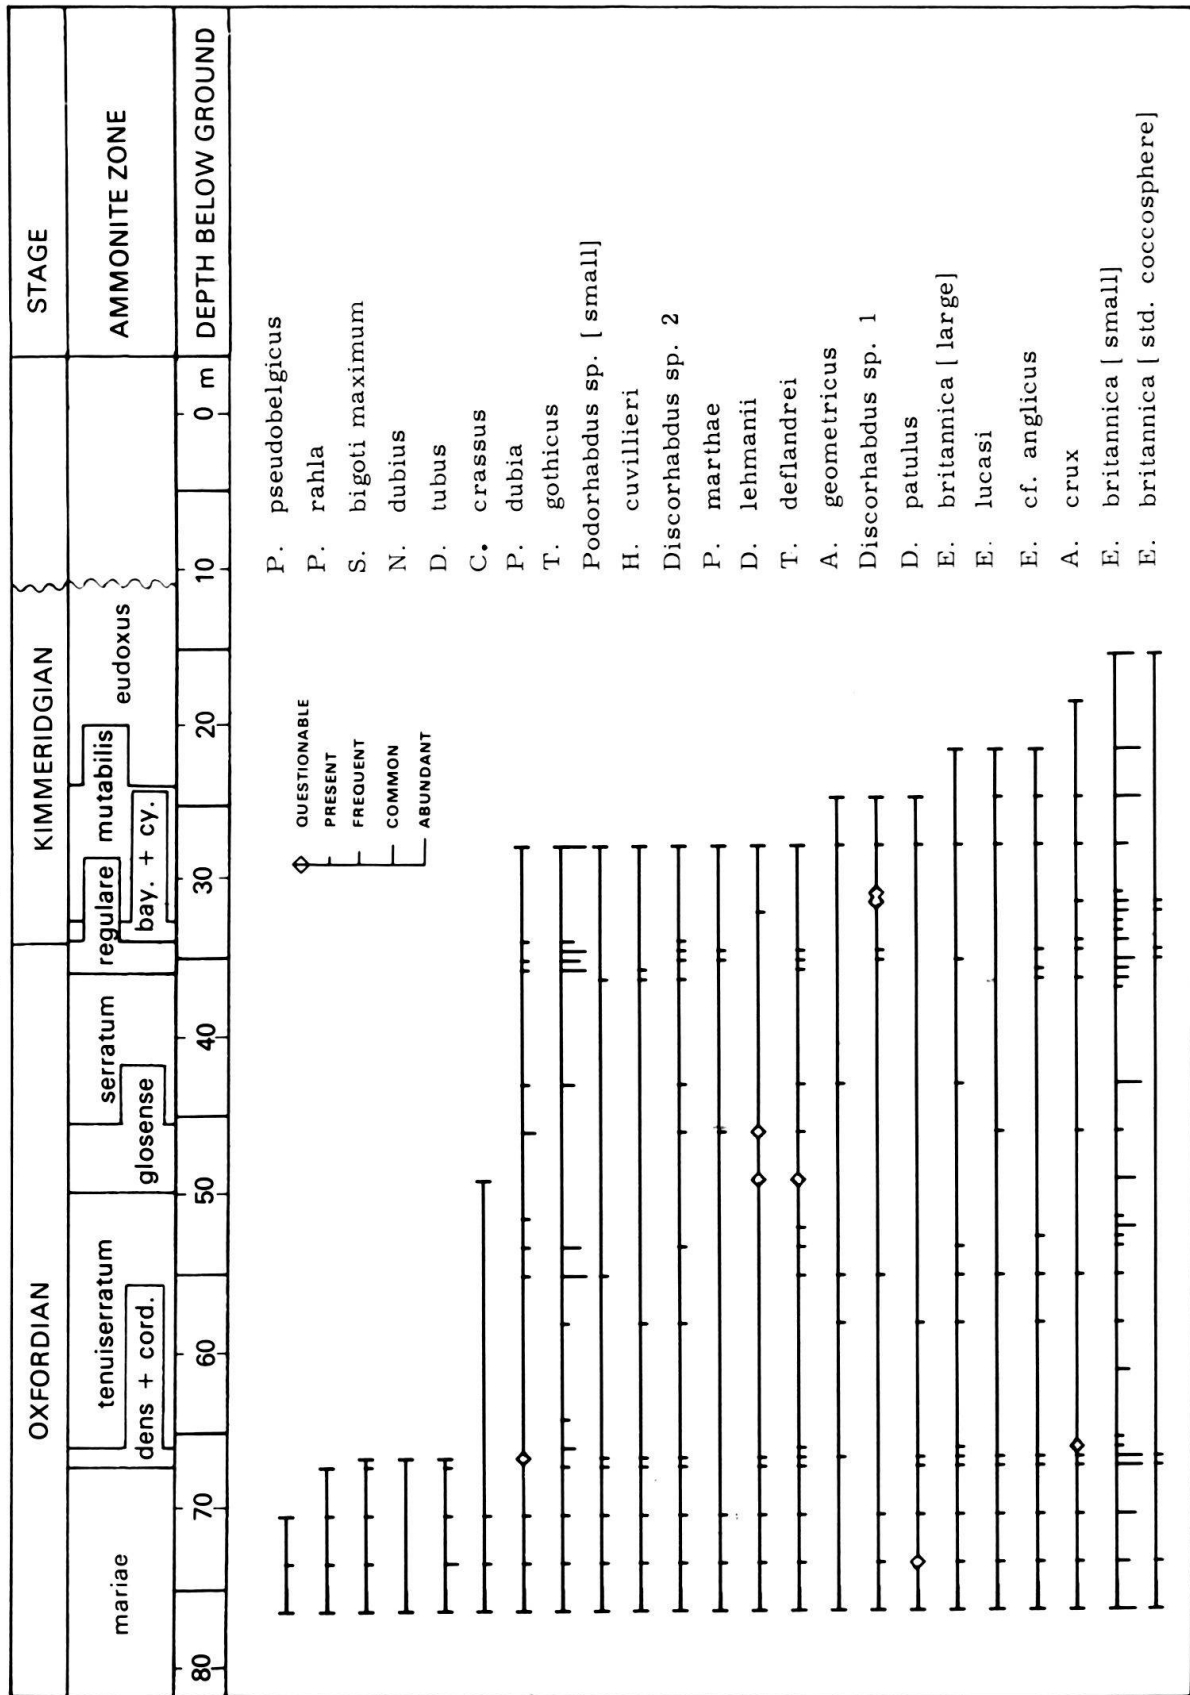 STAGE
OXFORDIAN
KIMMERIDGIAN
AMMONITE ZONE
mariae
dens + cord.
tenuiserratum
glosense
serratum
regulare
bay. + cy.
mutabilis
eudoxus
DEPTH BELOW GROUND
80
70
60
50
40
30
20
10
0 m
QUESTIONABLE
PRESENT
FREQUENT
COMMON
ABUNDANT
P. pseudobelgicus
P. rahla
S. bigoti maximum
N. dubius
D. tubus
C. crassus
P. dubia
T. gothicus
Podorhabdus sp. [ small]
H. cuvillieri
Discorhabdus sp. 2
P. marthae
D. lehmanii
T. deflandrei
A. geometricus
Discorhabdus sp. 1
D. patulus
E. britannica [ large]
E. lucasi
E. cf. anglicus
A. crux
E. britannica [ small]
E. britannica [ std. coccosphere]